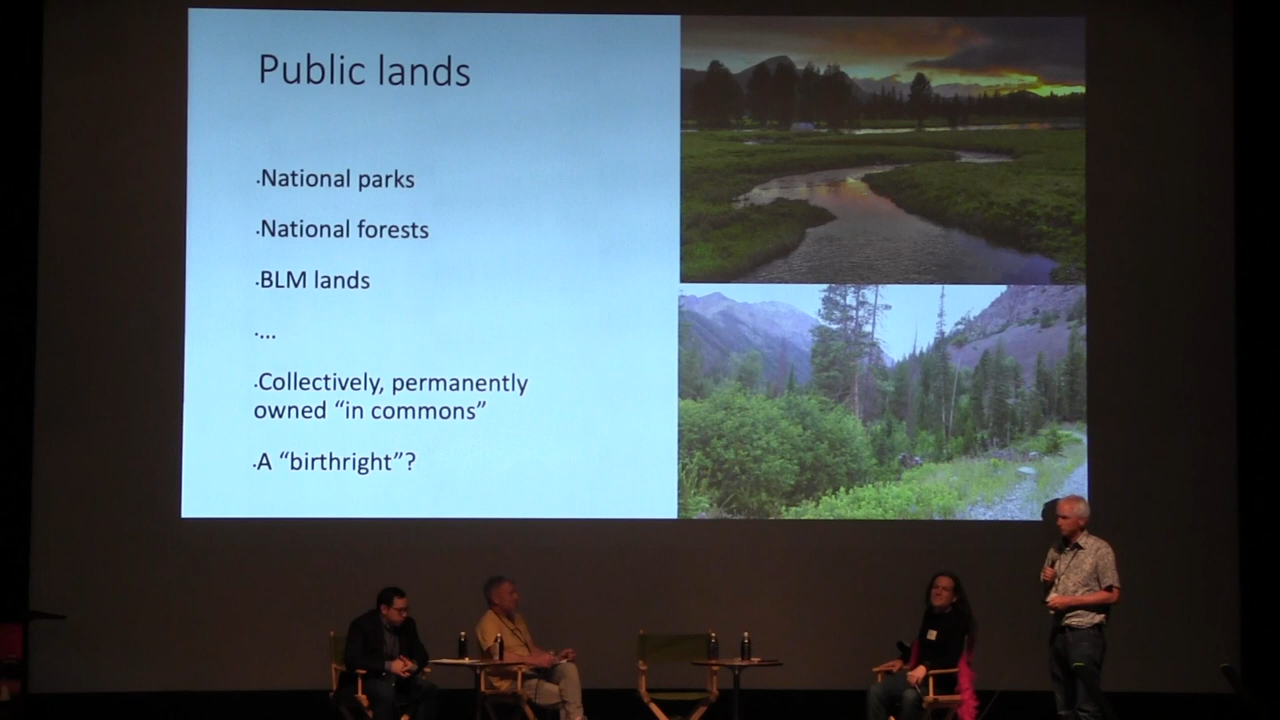 Public lands
·National parks
·National forests
·BLM lands
·...
·Collectively, permanently
owned “in commons”
·A “birthright”?